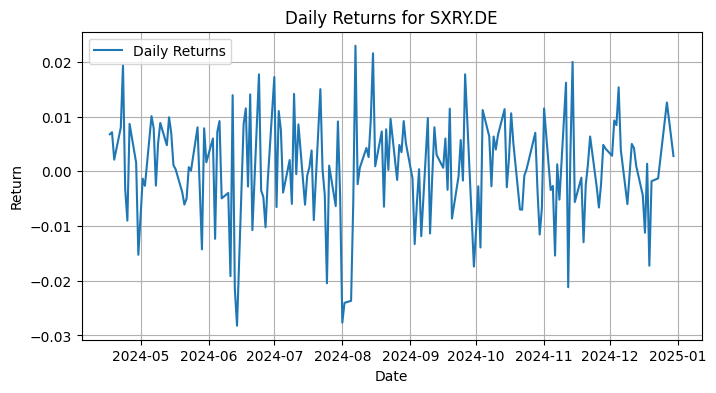 Daily Returns for SXRY.DE
Daily Returns
0.02
0.01
0.00
−0.01
−0.02
−0.03
Return
2024-05 2024-06 2024-07 2024-08 2024-09 2024-10 2024-11 2024-12 2025-01
Date